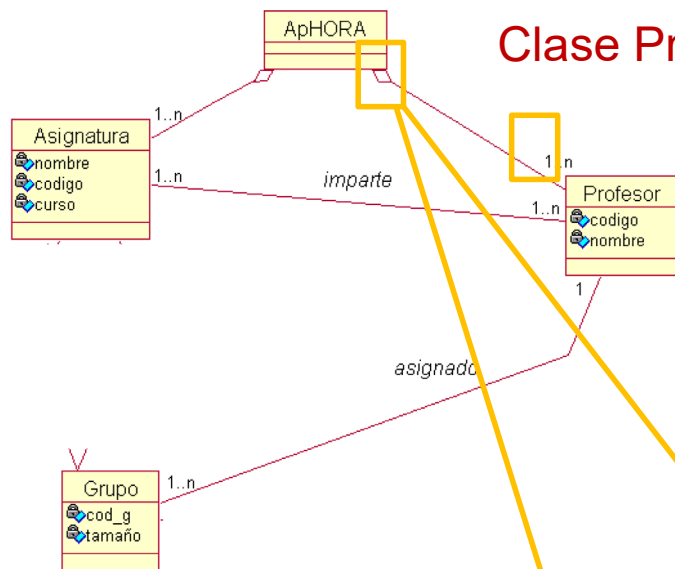 ApHORA
Clase Pr
1..n
Asignatura
nombre
codigo
curso
1..n
imparte
1..n
1..n
Profesor
codigo
nombre
1
asignado
1..n
Grupo
cod_g
tamaño